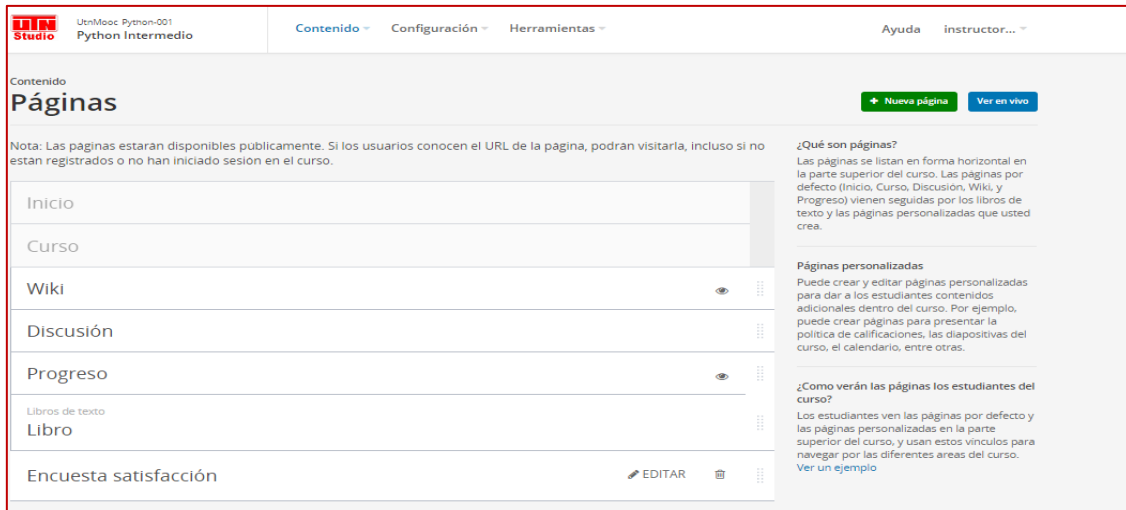 UTN
Studio
UtnMooc Python-001
Python Intermedio
Contenido
Configuración
Herramientas
Ayuda
instructor...
Contenido
Páginas
+ Nueva página
Ver en vivo
Nota: Las paginas estarán disponibles públicamente. Si los usuarios conocen el URL de la pagina, podrán visitarla, incluso si no
están registrados o no han iniciado sesión en el curso.
Inicio
Curso
Wiki
Discusión
Progreso
Libros de texto
Libro
Encuesta satisfacción
EDITAR
¿Qué son páginas?
Las páginas se listan en forma horizontal en
la parte superior del curso. Las páginas por
defecto (Inicio, Curso, Discusión, Wiki, y
Progreso) vienen seguidas por los libros de
texto y las páginas personalizadas que usted
crea.
Páginas personalizadas
Puede crear y editar páginas personalizadas
para dar a los estudiantes contenidos
adicionales dentro del curso. Por ejemplo,
puede crear páginas para presentar la
política de calificaciones, las diapositivas del
curso, el calendario, entre otras.
¿Como verán las páginas los estudiantes del
curso?
Los estudiantes ven las páginas por defecto y
las páginas personalizadas en la parte
superior del curso, y usan estos vínculos para
navegar por las diferentes areas del curso.
Ver un ejemplo